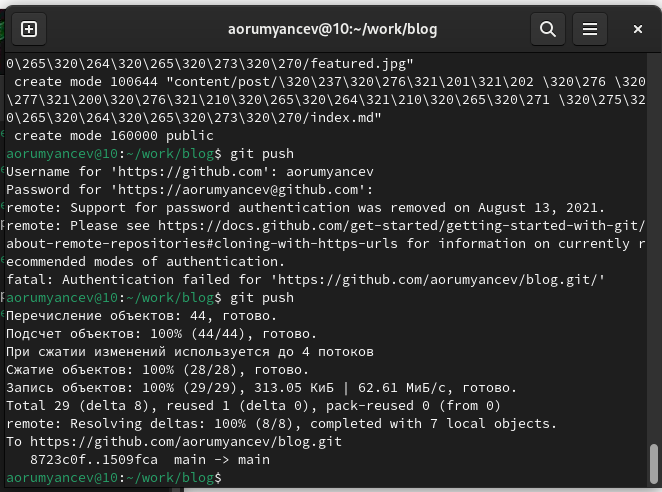 aorumyancev@10:~/work/blog
0\265\320\264\320\265\320\273\320\270/featured.jpg"
create mode 100644 "content/post/\320\237\320\276\321\201\321\202 \320\276 \320
\277\321\200\320\276\321\210\320\265\320\264\321\210\320\265\320\271 \320\275\32
0\265\320\264\320\265\320\273\320\270/index.md"
create mode 160000 public
aorumyancev@10:~/work/blog$ git push
Username for 'https://github.com': aorumyancev
Password for 'https://aorumyancev@github.com':
remote: Support for password authentication was removed on August 13, 2021.
remote: Please see https://docs.github.com/get-started/getting-started-with-git/
about-remote-repositories#cloning-with-https-urls for information on currently r
ecommended modes of authentication.
fatal: Authentication failed for 'https://github.com/aorumyancev/blog.git/'
aorumyancev@10:~/work/blog$ git push
Перечисление объектов: 44, готово.
Подсчет объектов: 100% (44/44), готово.
При сжатии изменений используется до 4 потоков
Сжатие объектов: 100% (28/28), готово.
Запись объектов: 100% (29/29), 313.05 КиБ | 62.61 МиБ/с, готово.
Total 29 (delta 8), reused 1 (delta 0), pack-reused 0 (from 0)
remote: Resolving deltas: 100% (8/8), completed with 7 local objects.
To https://github.com/aorumyancev/blog.git
8723c0f..1509fca  main -> main
aorumyancev@10:~/work/blog$